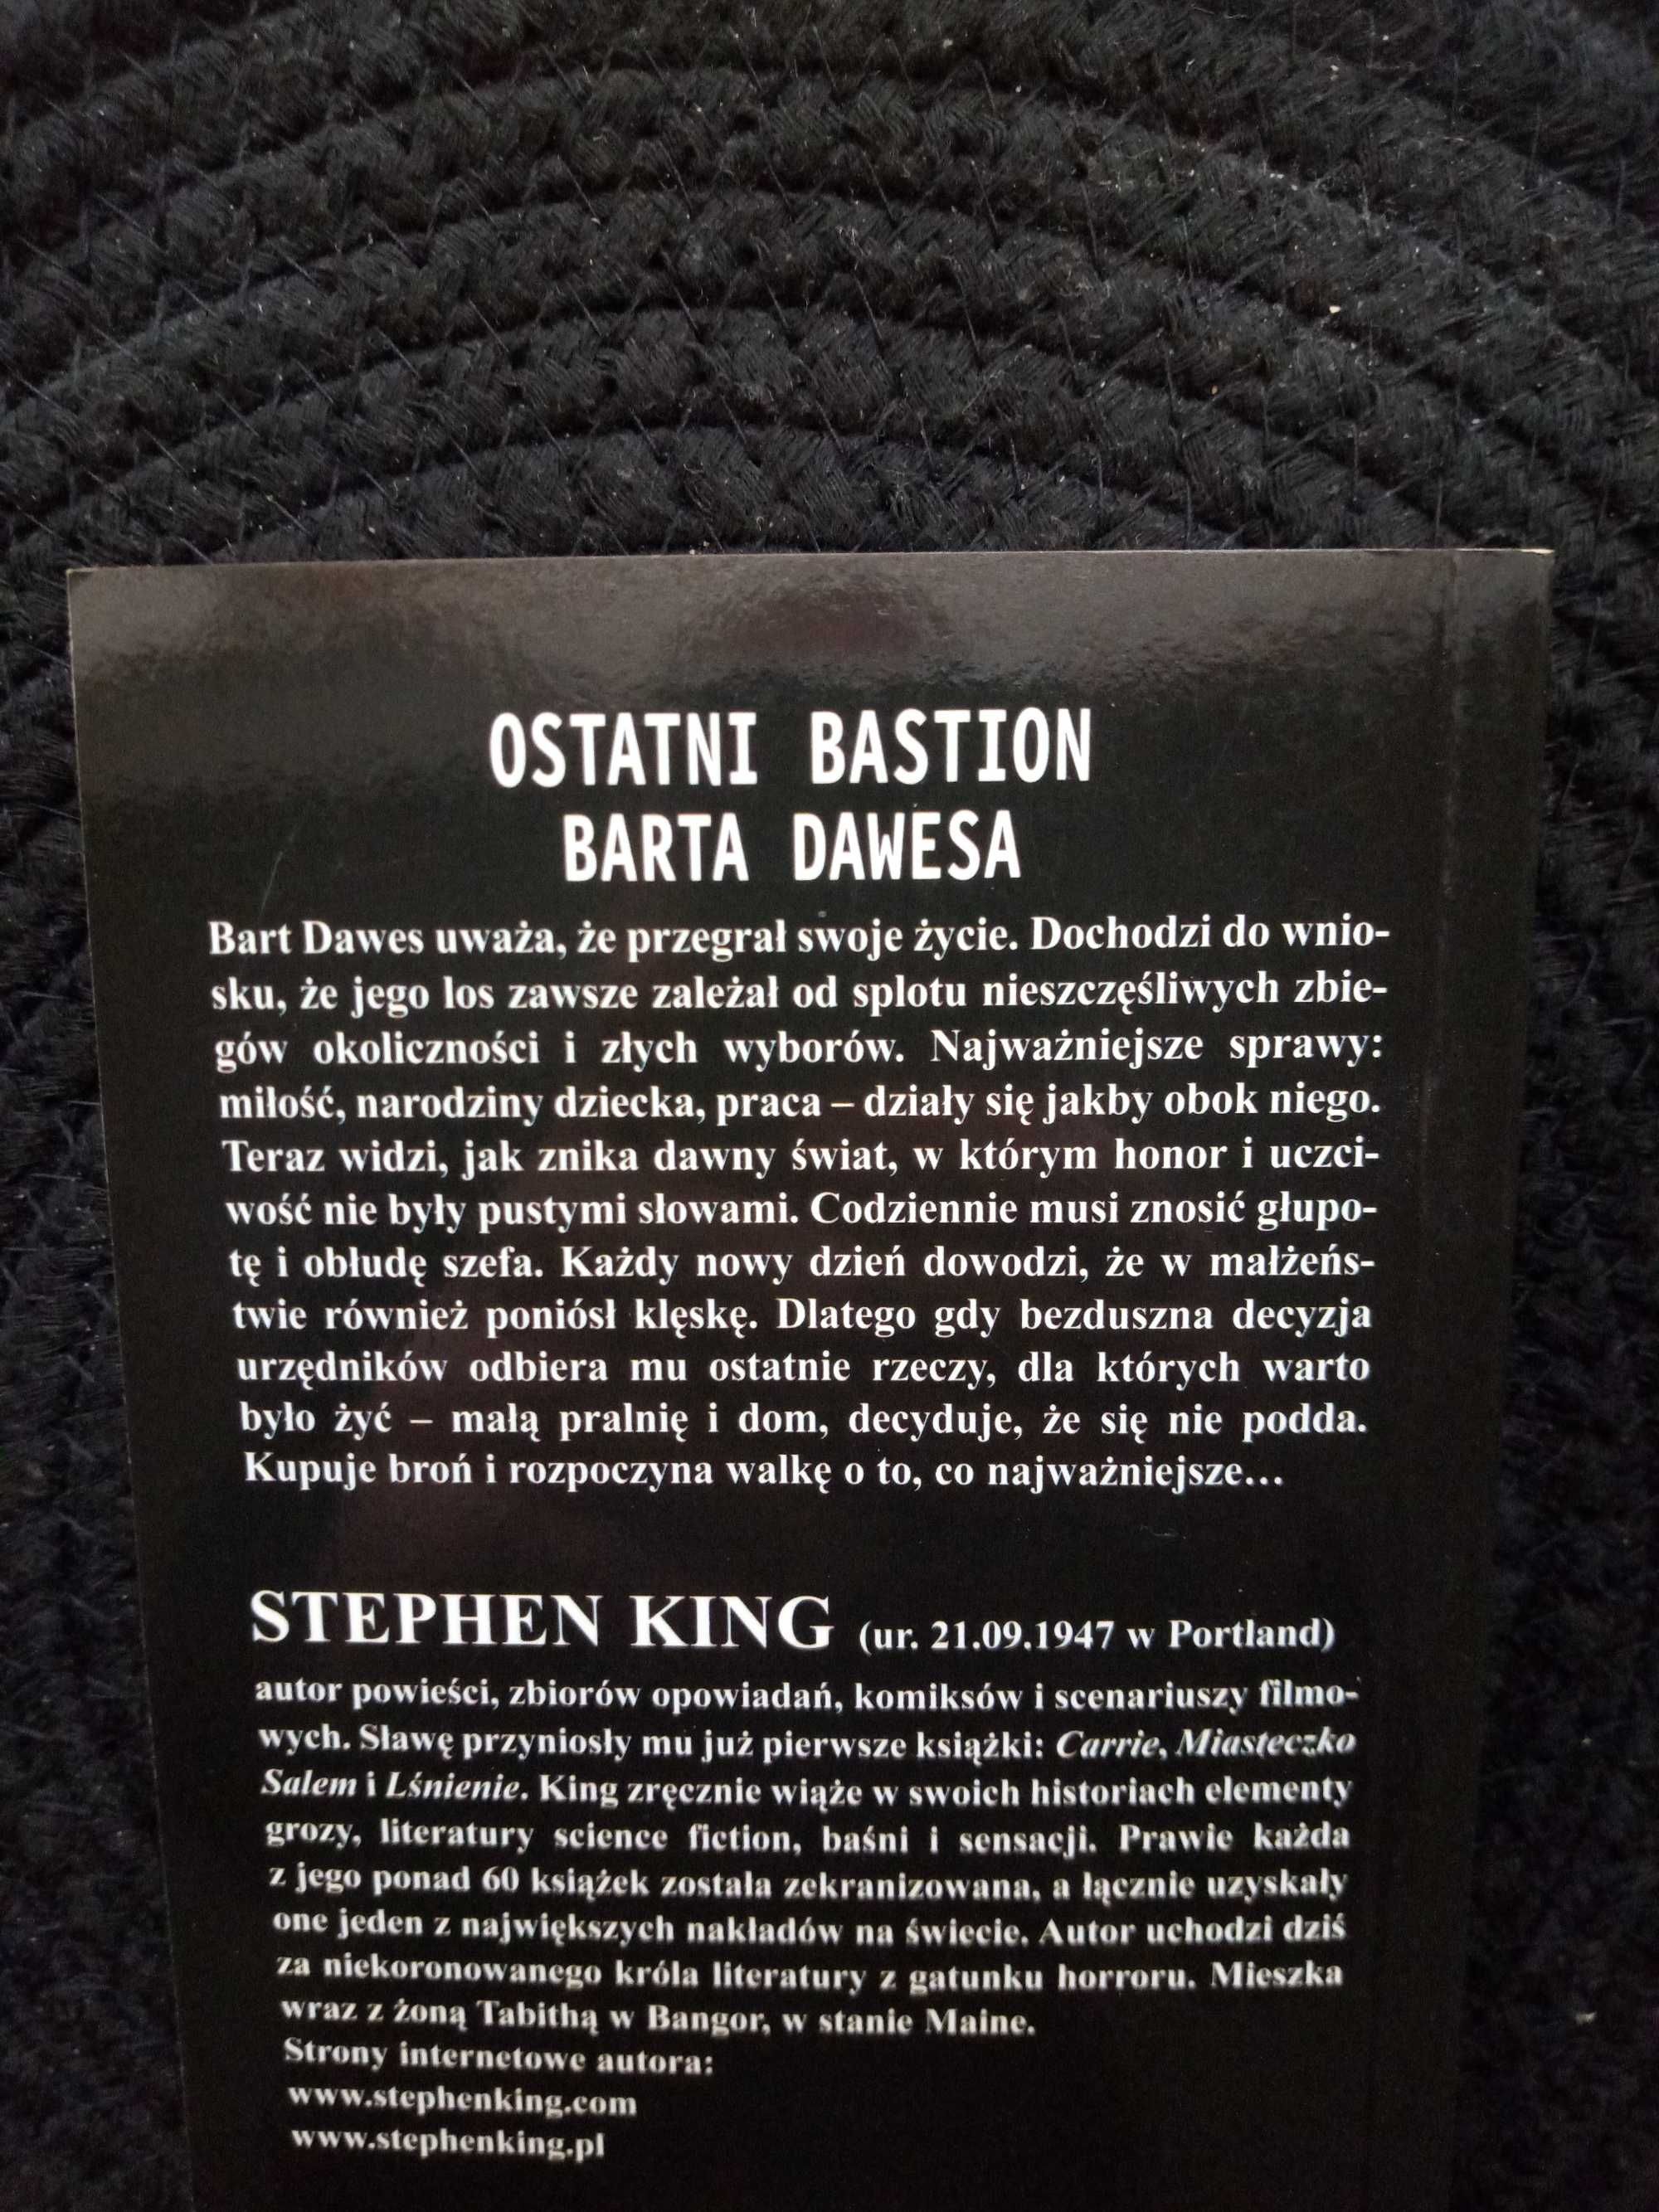 OSTATNI BASTION
BARTA DAWESA
Bart Dawes uważa, że przegrał swoje życie. Dochodzi do wnio-
sku, że jego los zawsze zależał od splotu nieszczęśliwych zbie-
gów okoliczności i złych wyborów. Najważniejsze sprawy:
miłość, narodziny dziecka, praca – działy się jakby obok niego.
Teraz widzi, jak znika dawny świat, w którym honor i uczci-
wość nie były pustymi słowami. Codziennie musi znosić głupo-
tę i obłudę szefa. Każdy nowy dzień dowodzi, że w małżeńs-
twie również poniósł klęskę. Dlatego gdy bezduszna decyzja
urzędników odbiera mu ostatnie rzeczy, dla których warto
było żyć – małą pralnię i dom, decyduje, że się nie podda.
Kupuje broń i rozpoczyna walkę o to, co najważniejsze...
STEPHEN KING (ur. 21.09.1947 w Portland)
autor powieści, zbiorów opowiadań, komiksów i scenariuszy filmo-
wych. Sławę przyniosły mu już pierwsze książki: Carrie, Miasteczko
Salem i Lśnienie. King zręcznie wiąże w swoich historiach elementy
grozy, literatury science fiction, baśni i sensacji. Prawie każda
z jego ponad 60 książek została zekranizowana, a łącznie uzyskały
one jeden z największych nakładów na świecie. Autor uchodzi dziś
za niekoronowanego króla literatury z gatunku horroru. Mieszka
wraz z żoną Tabithą w Bangor, w stanie Maine.
Strony internetowe autora:
www.stephenking.com
www.stephenking.pl